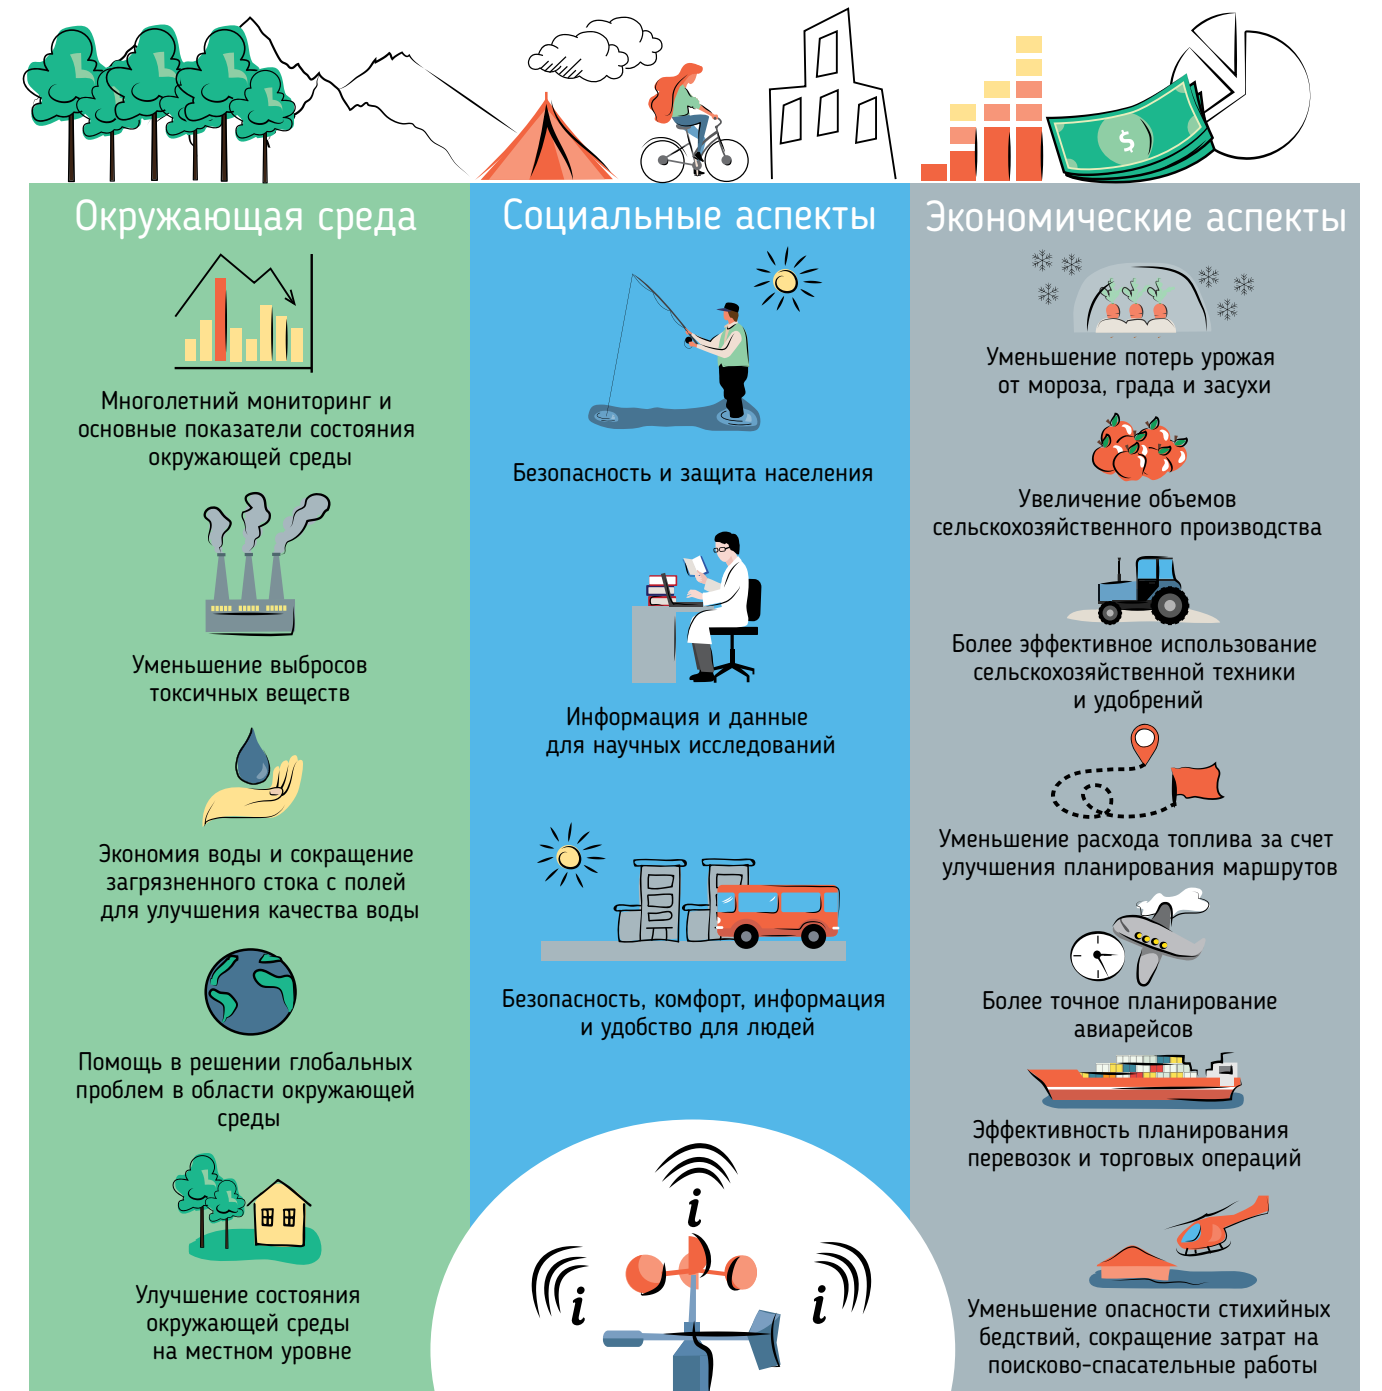 Окружающая среда
Многолетний мониторинг и
основные показатели состояния
окружающей среды
Уменьшение выбросов
токсичных веществ
Экономия воды и сокращение
загрязненного стока с полей
для улучшения качества воды
Помощь в решении глобальных
проблем в области окружающей
среды
Улучшение состояния
окружающей среды
на местном уровне
Социальные аспекты
Безопасность и защита населения
Информация и данные
для научных исследований
Безопасность, комфорт, информация
и удобство для людей
i
i
i
$
Экономические аспекты
Уменьшение потерь урожая
от мороза, града и засухи
Увеличение объемов
сельскохозяйственного производства
Более эффективное использование
сельскохозяйственной техники
и удобрений
Уменьшение расхода топлива за счет
улучшения планирования маршрутов
Более точное планирование
авиарейсов
Эффективность планирования
перевозок и торговых операций
Уменьшение опасности стихийных
бедствий, сокращение затрат на
поисково-спасательные работы